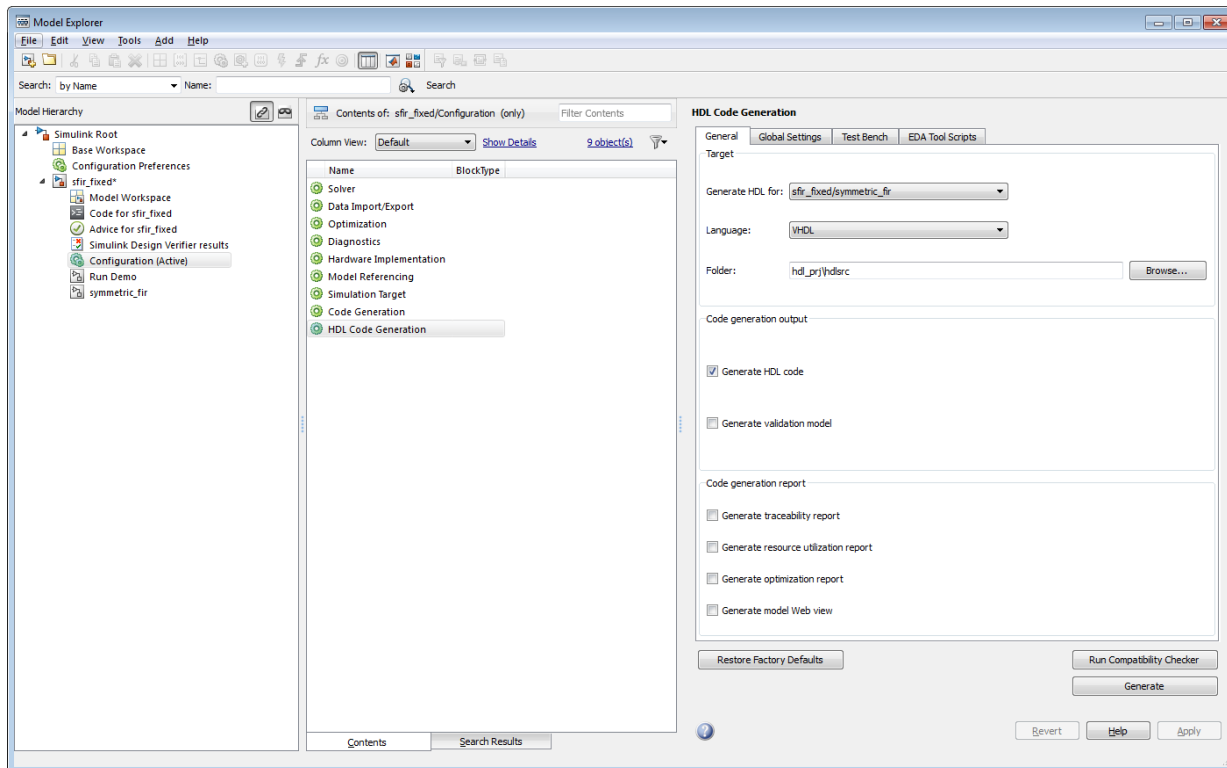 Model Explorer
File Edit View Tools Add Help
Search: by Name Name: Search
Model Hierarchy
Simulink Root
Base Workspace
Configuration Preferences
sfir_fixed*
Model Workspace
Code for sfir_fixed
Advice for sfir_fixed
Simulink Design Verifier results
Configuration (Active)
Run Demo
symmetric_fir
Contents of: sfir_fixed/Configuration (only) Filter Contents
Column View: Default Show Details 9 object(s)
Name BlockType
Solver
Data Import/Export
Optimization
Diagnostics
Hardware Implementation
Model Referencing
Simulation Target
Code Generation
HDL Code Generation
Contents Search Results
HDL Code Generation
General Global Settings Test Bench EDA Tool Scripts
Target
Generate HDL for: sfir_fixed/symmetric_fir
Language: VHDL
Folder: hdl_prj\hdlsrc Browse...
Code generation output
Generate HDL code
Generate validation model
Code generation report
Generate traceability report
Generate resource utilization report
Generate optimization report
Generate model Web view
Restore Factory Defaults Run Compatibility Checker
Generate
Revert Help Apply